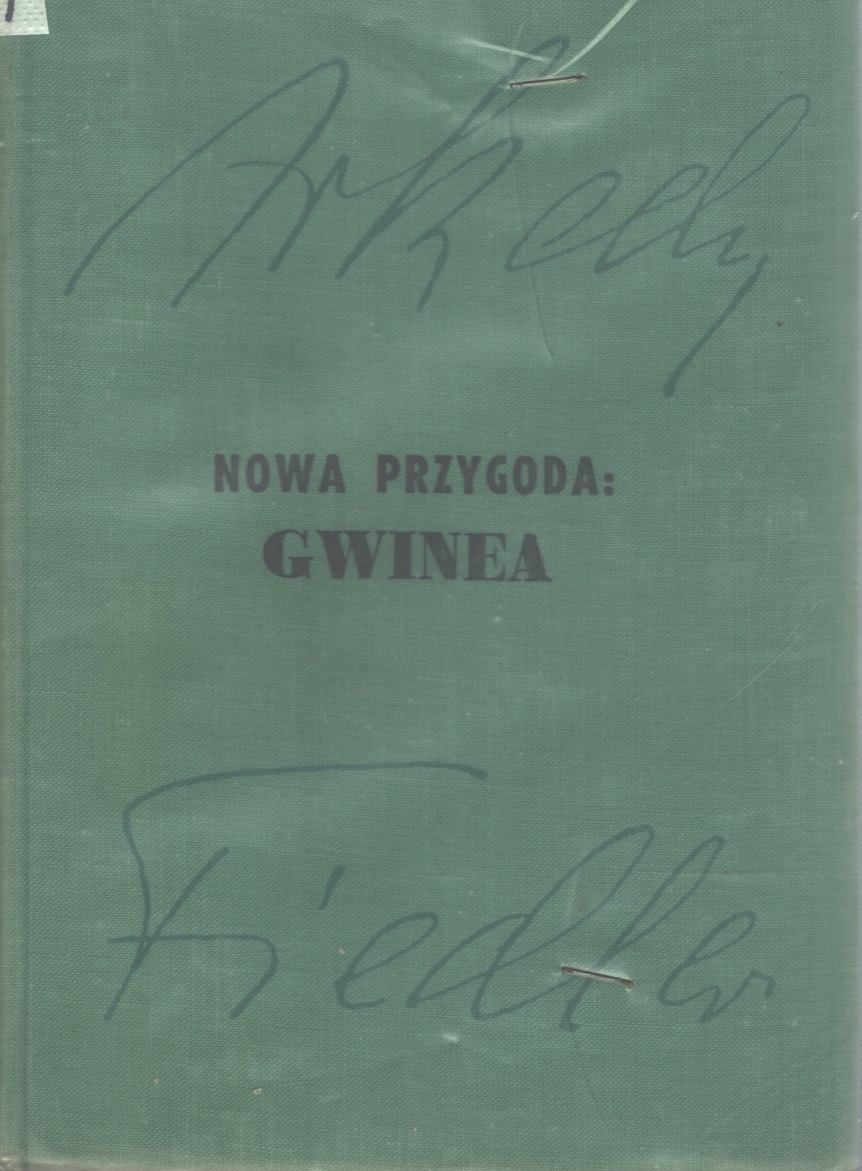 Arkady
NOWA PRZYGODA:
GWINEA
Fiedler